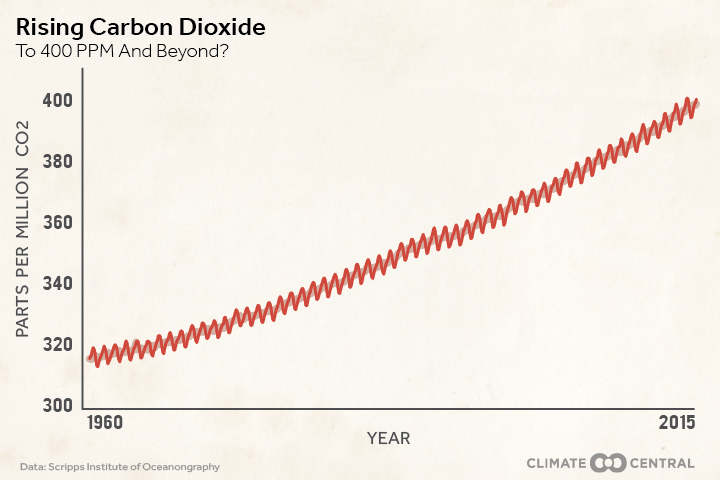 Rising Carbon Dioxide
To 400 PPM And Beyond?
PARTS PER MILLION CO2
400
380
360
340
320
300
1960
2015
YEAR
Data: Scripps Institute of Oceanongraphy
CLIMATE CENTRAL